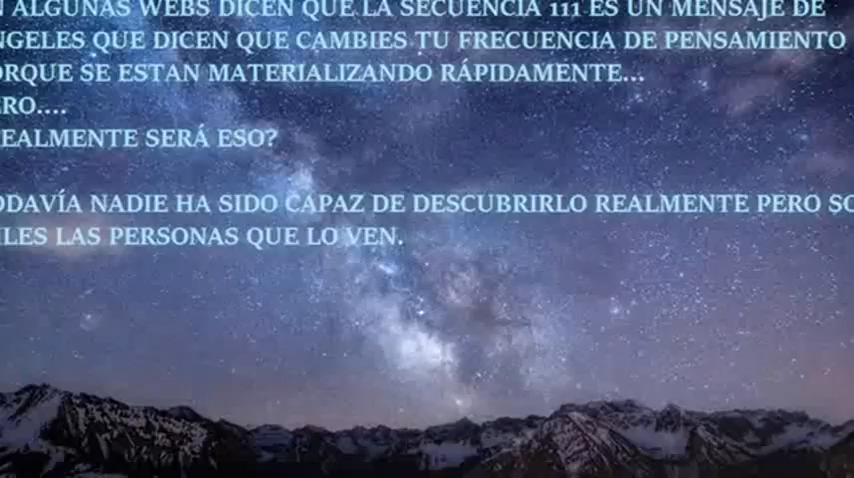 ALGUNAS WEBS DICEN QUE LA SECUENCIA 111 ES UN MENSAJE DE
NGELES QUE DICEN QUE CAMBIES TU FRECUENCIA DE PENSAMIENTO
ORQUE SE ESTAN MATERIALIZANDO RÁPIDAMENTE...
ERO....
EALMENTE SERÁ ESO?
ODAVÍA NADIE HA SIDO CAPAZ DE DESCUBRIRLO REALMENTE PERO SO
ILES LAS PERSONAS QUE LO VEN.